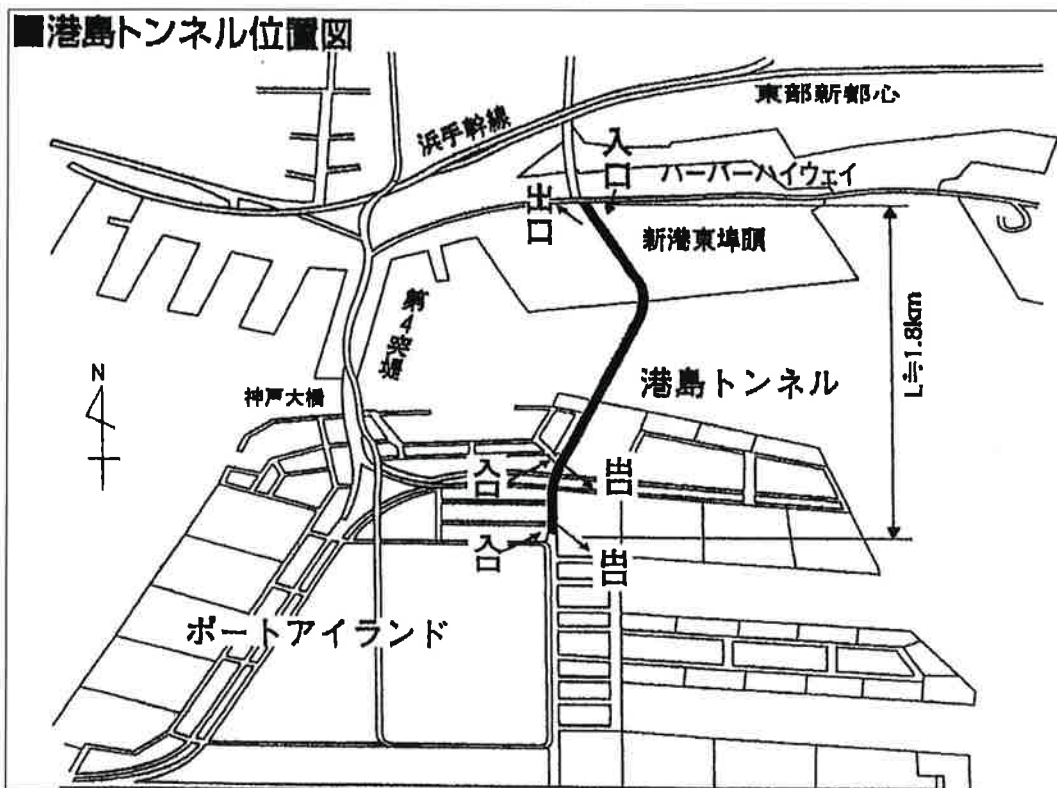 ■港島トンネル位置図
東部新都心
浜手幹線
入口
ハーバーハイウェイ
出口
新港東埠頭
第4突堤
L≒1.8km
N
港島トンネル
神戸大橋
入口
出口
入口
出口
ポートアイランド